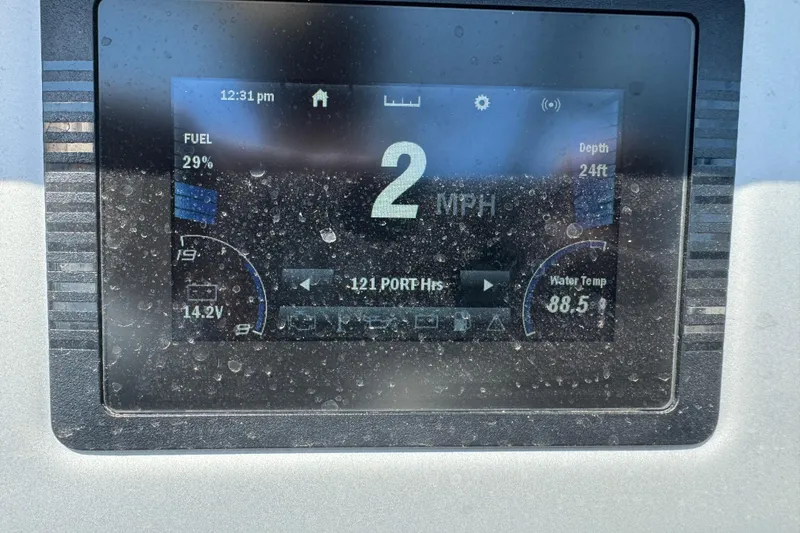 12:31 pm
FUEL
29%
2 MPH
Depth
24ft
19
14.2V
8
121 PORT Hrs
Water Temp
88.5